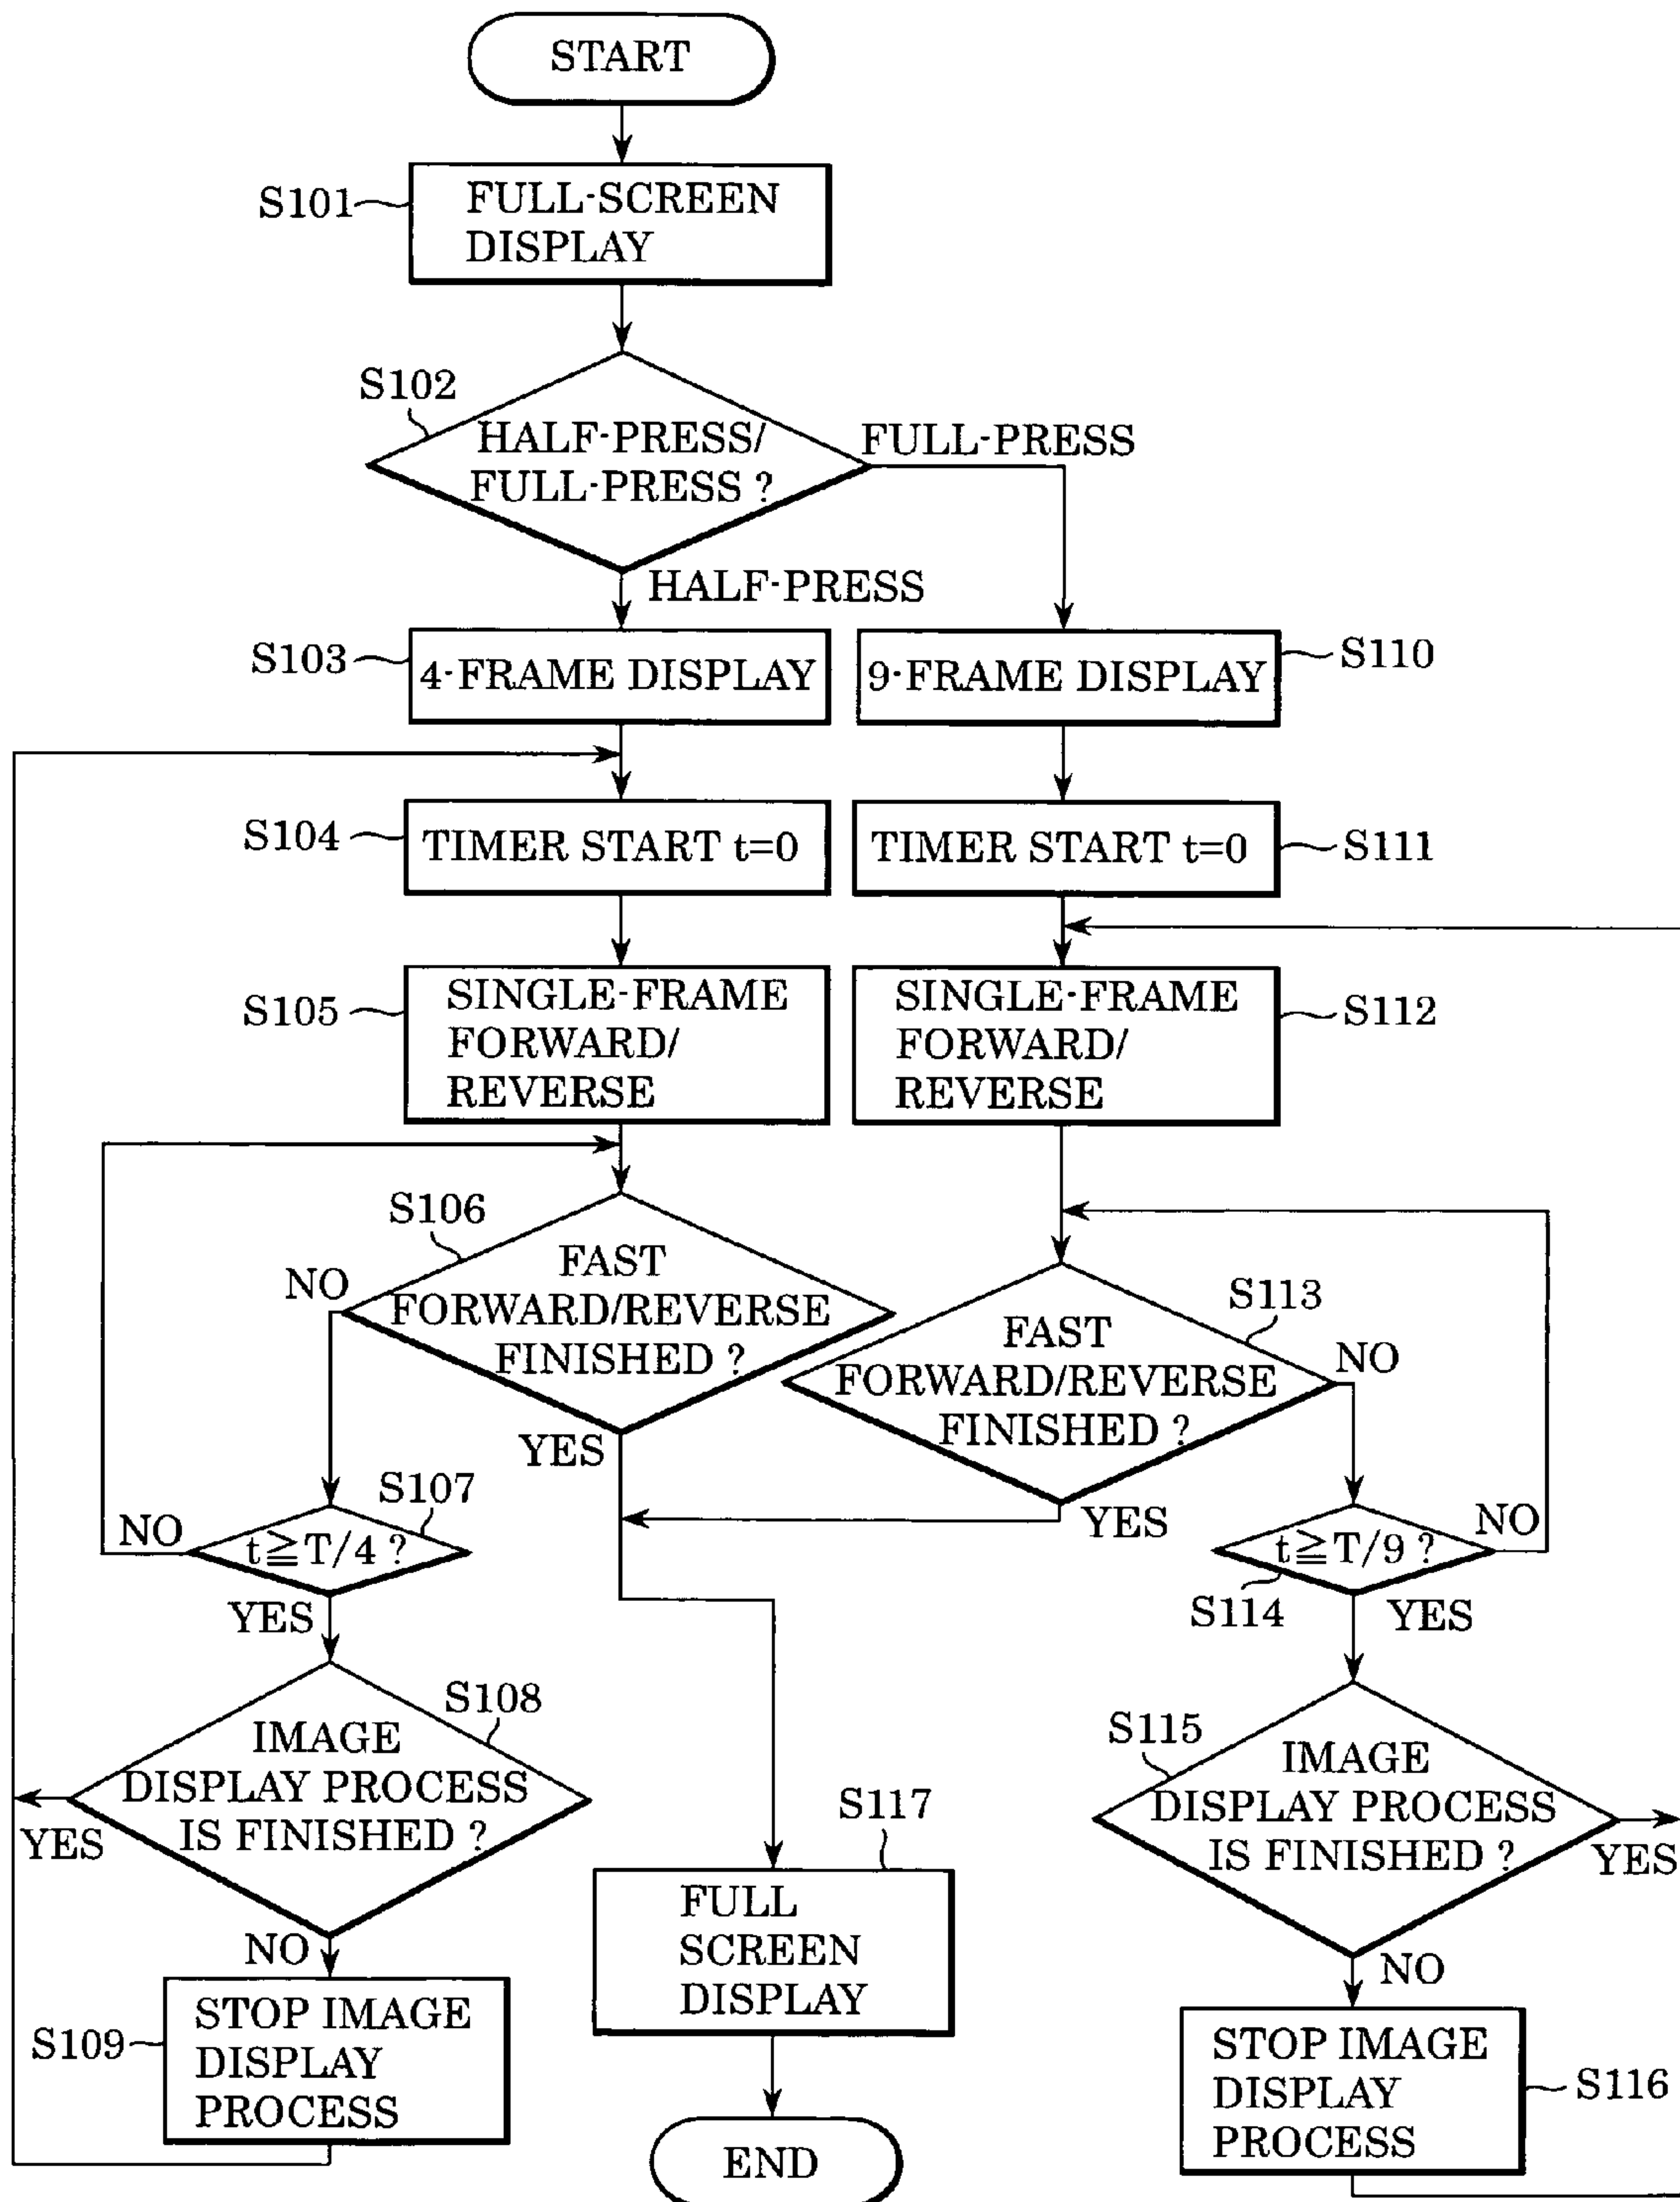 START
S101
FULL-SCREEN
DISPLAY
S102
HALF-PRESS/
FULL-PRESS ?
FULL-PRESS
HALF-PRESS
S103
4-FRAME DISPLAY
9-FRAME DISPLAY
S110
S104
TIMER START t=0
TIMER START t=0
S111
S105
SINGLE-FRAME
FORWARD/
REVERSE
SINGLE-FRAME
FORWARD/
REVERSE
S112
S106
NO
FAST
FORWARD/REVERSE
FINISHED ?
YES
S113
FAST
FORWARD/REVERSE
FINISHED ?
NO
YES
S107
NO
t≧T/4 ?
YES
t≧T/9 ?
NO
S114
YES
S108
IMAGE
DISPLAY PROCESS
IS FINISHED ?
YES
NO
S115
IMAGE
DISPLAY PROCESS
IS FINISHED ?
YES
NO
S117
FULL
SCREEN
DISPLAY
S109
STOP IMAGE
DISPLAY
PROCESS
STOP IMAGE
DISPLAY
PROCESS
S116
END